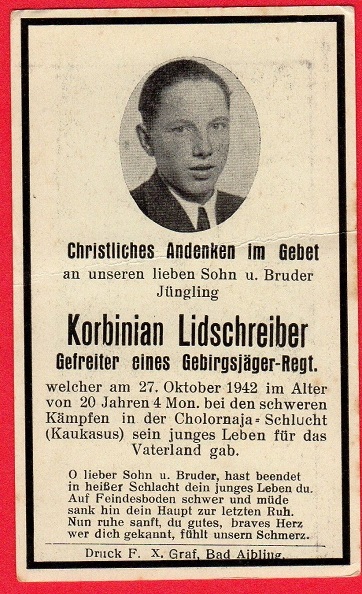 Christliches Andenken im Gebet
an unseren lieben Sohn u. Bruder
Jüngling
Korbinian Lidschreiber
Gefreiter eines Gebirgsjäger-Regt.
welcher am 27. Oktober 1942 im Alter
von 20 Jahren 4 Mon. bei den schweren
Kämpfen in der Cholornaja-Schlucht
(Kaukasus) sein junges Leben für das
Vaterland gab.
O lieber Sohn u. Bruder, hast beendet
in heißer Schlacht dein junges Leben du.
Auf Feindesboden schwer und müde
sank hin dein Haupt zur letzten Ruh.
Nun ruhe sanft, du gutes, braves Herz
wer dich gekannt, fühlt unsern Schmerz.
Druck F. X. Graf, Bad Aibling.